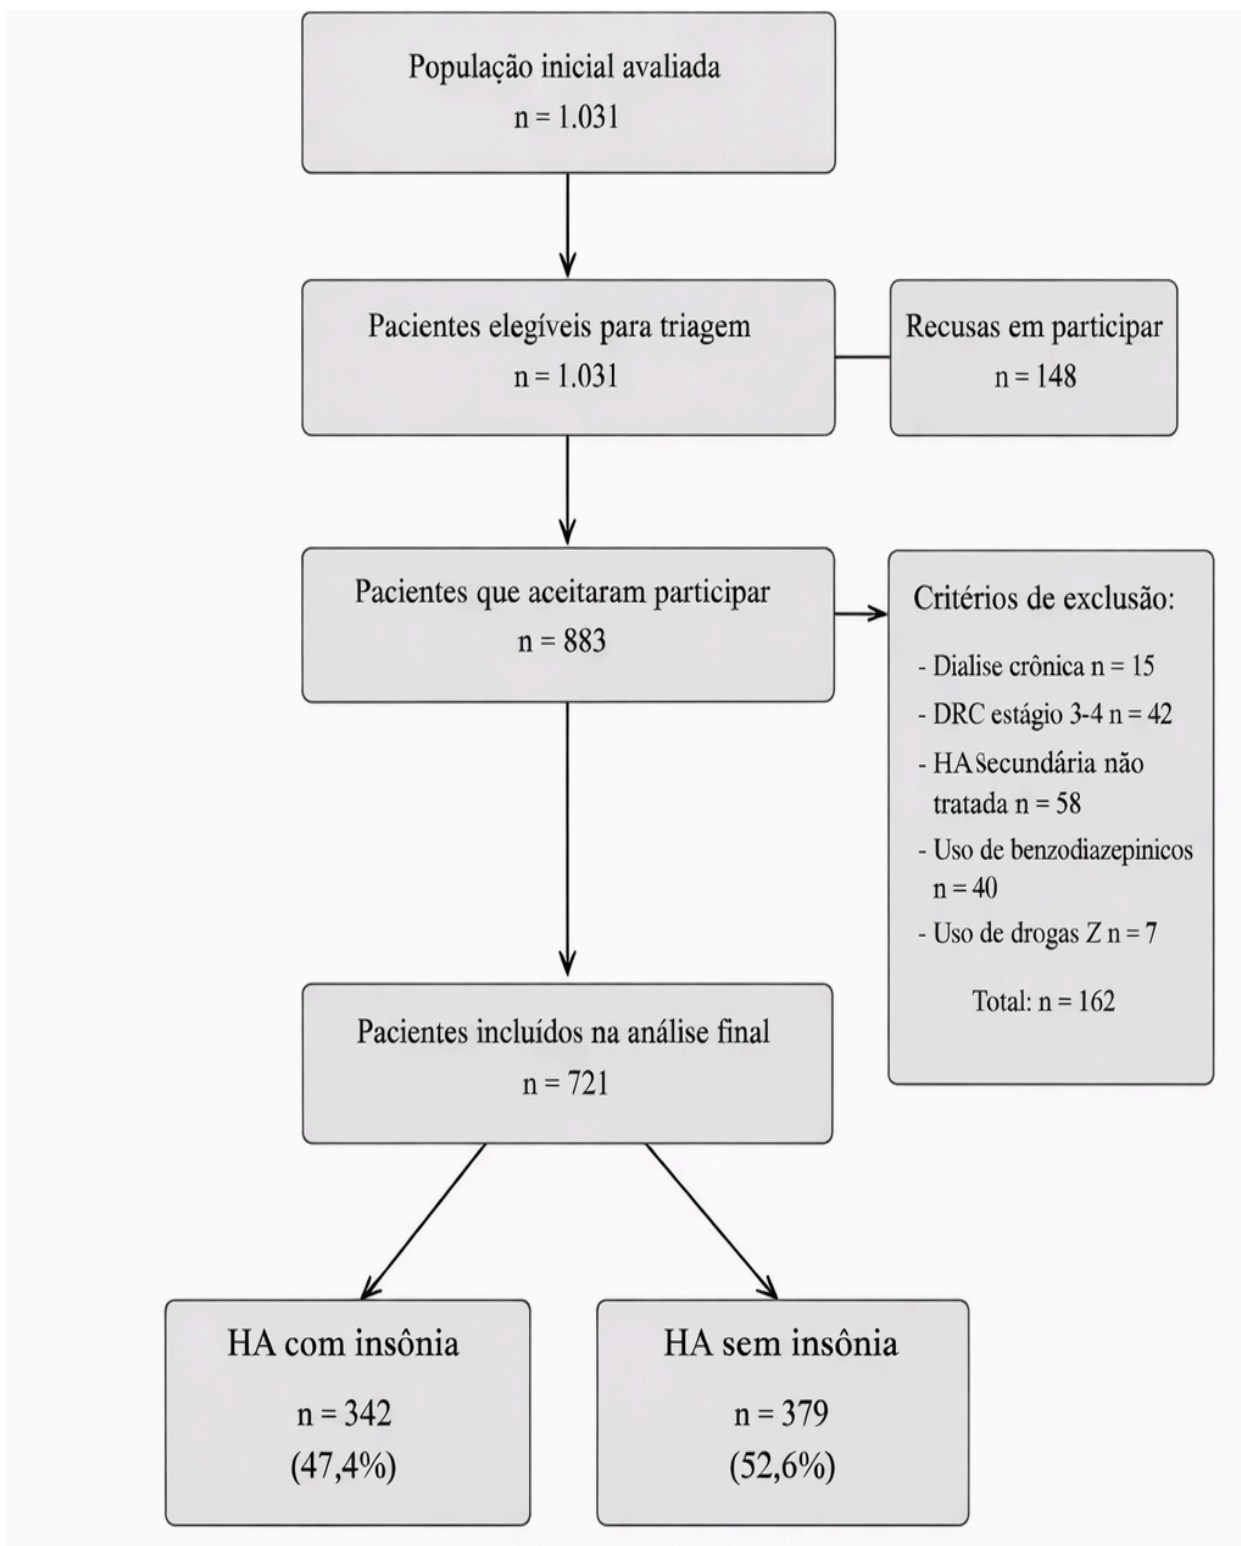 População inicial avaliada
n = 1.031
Pacientes elegíveis para triagem
n = 1.031
Recusas em participar
n = 148
Pacientes que aceitaram participar
n = 883
Critérios de exclusão:
- Dialise crônica n = 15
- DRC estágio 3-4 n = 42
- HA Secundária não
tratada n = 58
- Uso de benzodiazepinicos
n = 40
- Uso de drogas Z n = 7
Total: n = 162
Pacientes incluídos na análise final
n = 721
HA com insônia
n = 342
(47,4%)
HA sem insônia
n = 379
(52,6%)